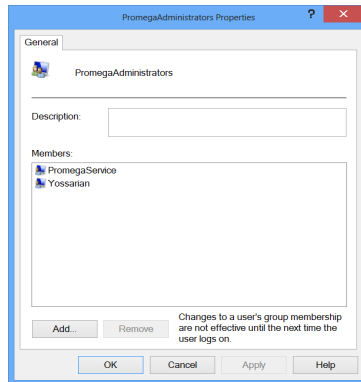 PromegaAdministrators Properties
?
General
PromegaAdministrators
Description:
Members:
PromegaService
Yossarian
Add...
Remove
Changes to a user's group membership
are not effective until the next time the
user logs on.
OK
Cancel
Apply
Help